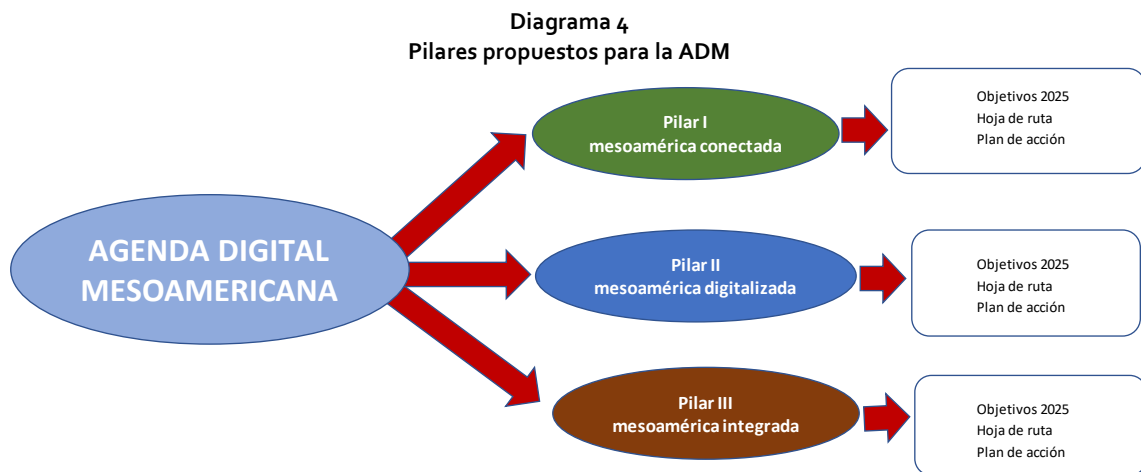 Diagrama 4
Pilares propuestos para la ADM
AGENDA DIGITAL
MESOAMERICANA
Pilar I
mesoamérica conectada
Objetivos 2025
Hoja de ruta
Plan de acción
Pilar II
mesoamérica digitalizada
Objetivos 2025
Hoja de ruta
Plan de acción
Pilar III
mesoamérica integrada
Objetivos 2025
Hoja de ruta
Plan de acción